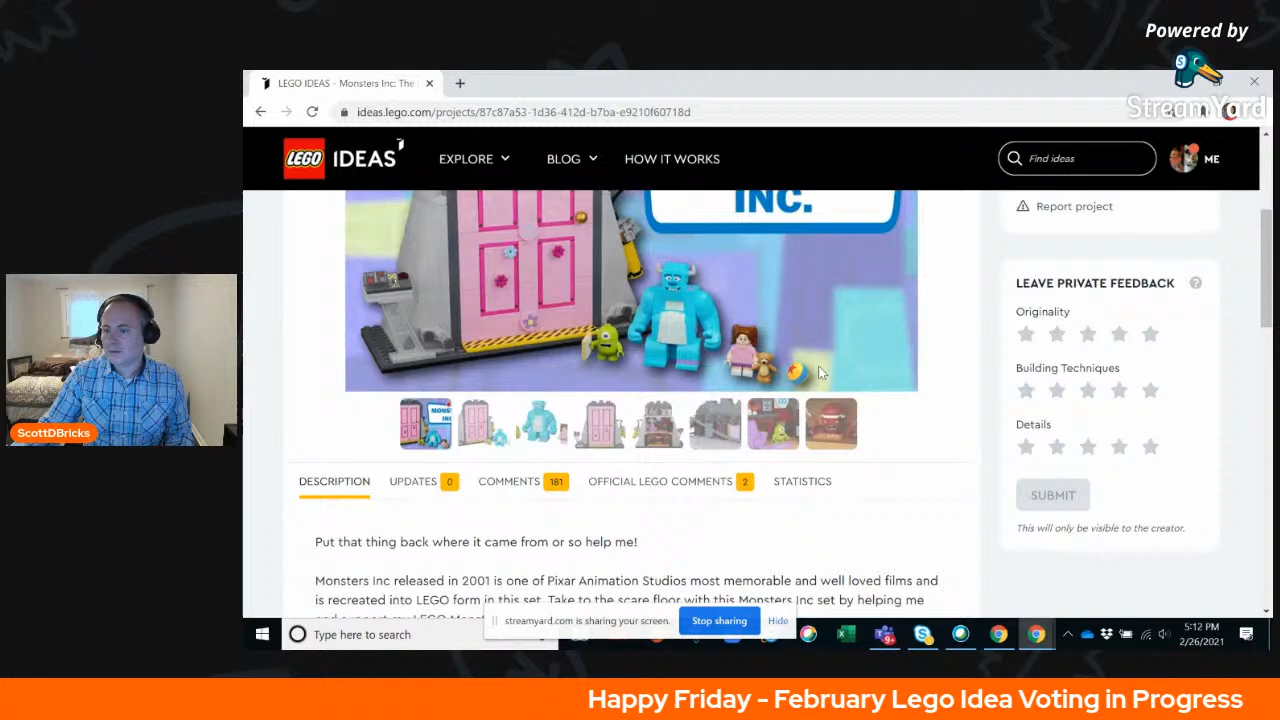 Powered by
StreamYard
LEGO IDEAS - Monsters Inc: The
ideas.lego.com/projects/87c87a53-1d36-412d-b7ba-e9210f60718d
LEGO IDEAS
EXPLORE
BLOG
HOW IT WORKS
Find ideas
ME
INC.
Report project
LEAVE PRIVATE FEEDBACK ?
Originality
Building Techniques
Details
SUBMIT
This will only be visible to the creator.
DESCRIPTION
UPDATES 0
COMMENTS 181
OFFICIAL LEGO COMMENTS 2
STATISTICS
Put that thing back where it came from or so help me!
Monsters Inc released in 2001 is one of Pixar Animation Studios most memorable and well loved films and
is recreated into LEGO form in this set. Take to the scare floor with this Monsters Inc set by helping me
streamyard.com is sharing your screen.
Stop sharing
Hide
Type here to search
5:12 PM
2/26/2021
ScottDBricks
Happy Friday - February Lego Idea Voting in Progress